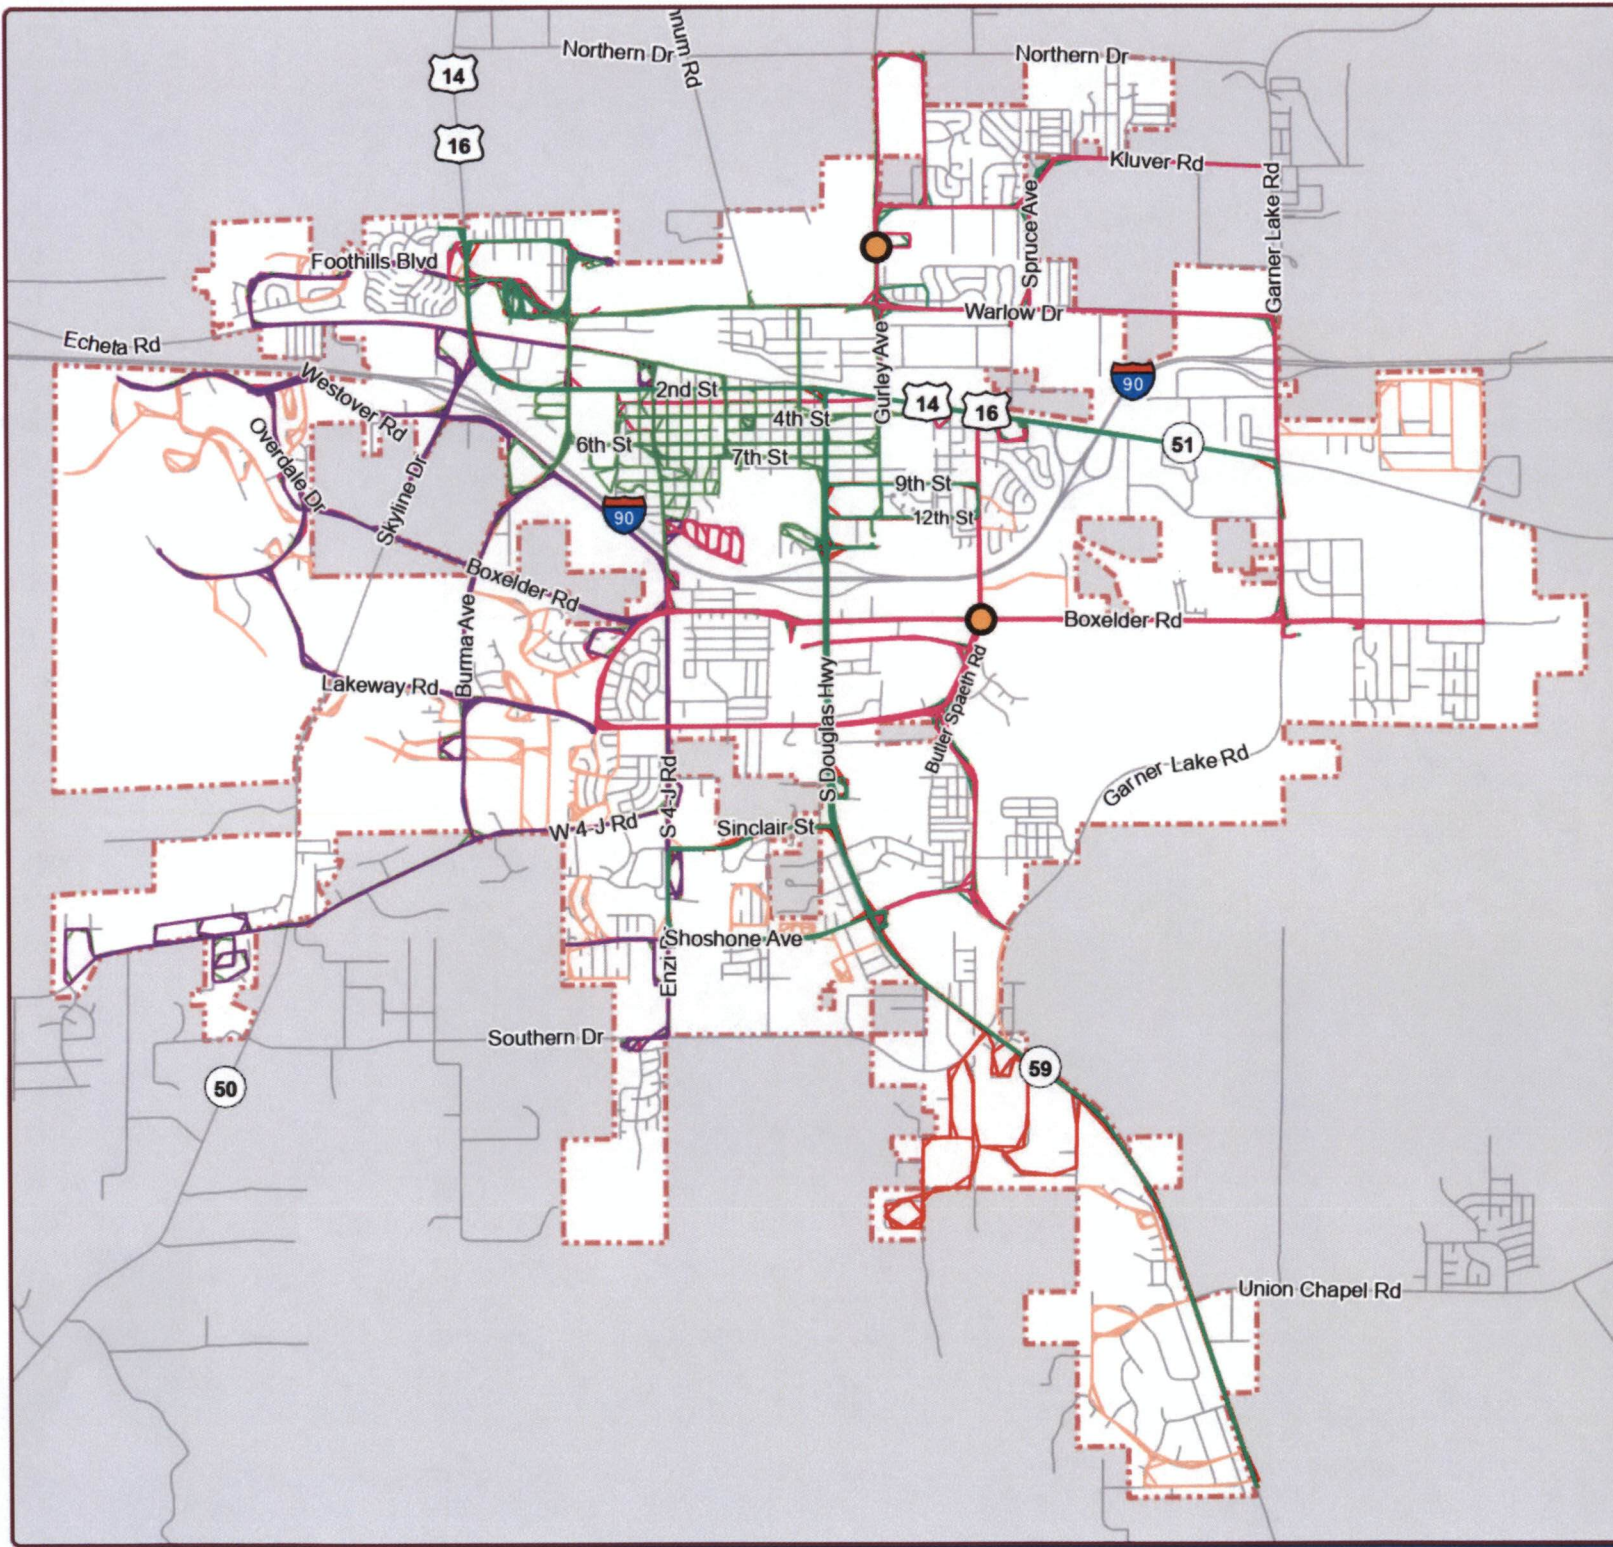 Northern Dr
num Rd
Northern Dr
14
16
Kluver Rd
Garner Lake Rd
Spruce Ave
Foothills Blvd
Warlow Dr
Echeta Rd
Gurley Ave
90
Westover Rd
2nd St
14
16
4th St
Overdale Dr
6th St
7th St
51
Skyline Dr
9th St
90
12th St
Boxelder Rd
Boxelder Rd
Burma Ave
Lakeway Rd
S Douglas Hwy
Butler Spaeth Rd
Garner Lake Rd
S 4-J Rd
W 4-J Rd
Sinclair St
Shoshone Ave
Enzi
Southern Dr
50
59
Union Chapel Rd